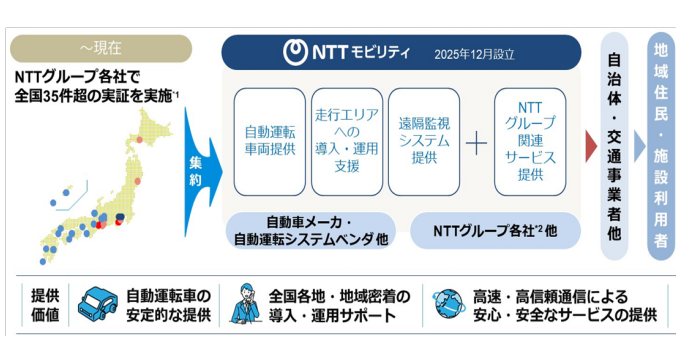 ~現在
NTTグループ各社で
全国35件超の実証を実施*1
集約
NTTモビリティ 2025年12月設立
自動運転
車両提供
走行エリア
への
導入・運用
支援
遠隔監視
システム
提供
+
NTT
グループ
関連
サービス
提供
自動車メーカ・
自動運転システムベンダ 他
NTTグループ各社*2 他
自治体・交通事業者他
地域住民・施設利用者
提供
価値
自動運転車の
安定的な提供
全国各地・地域密着の
導入・運用サポート
高速・高信頼通信による
安心・安全なサービスの提供